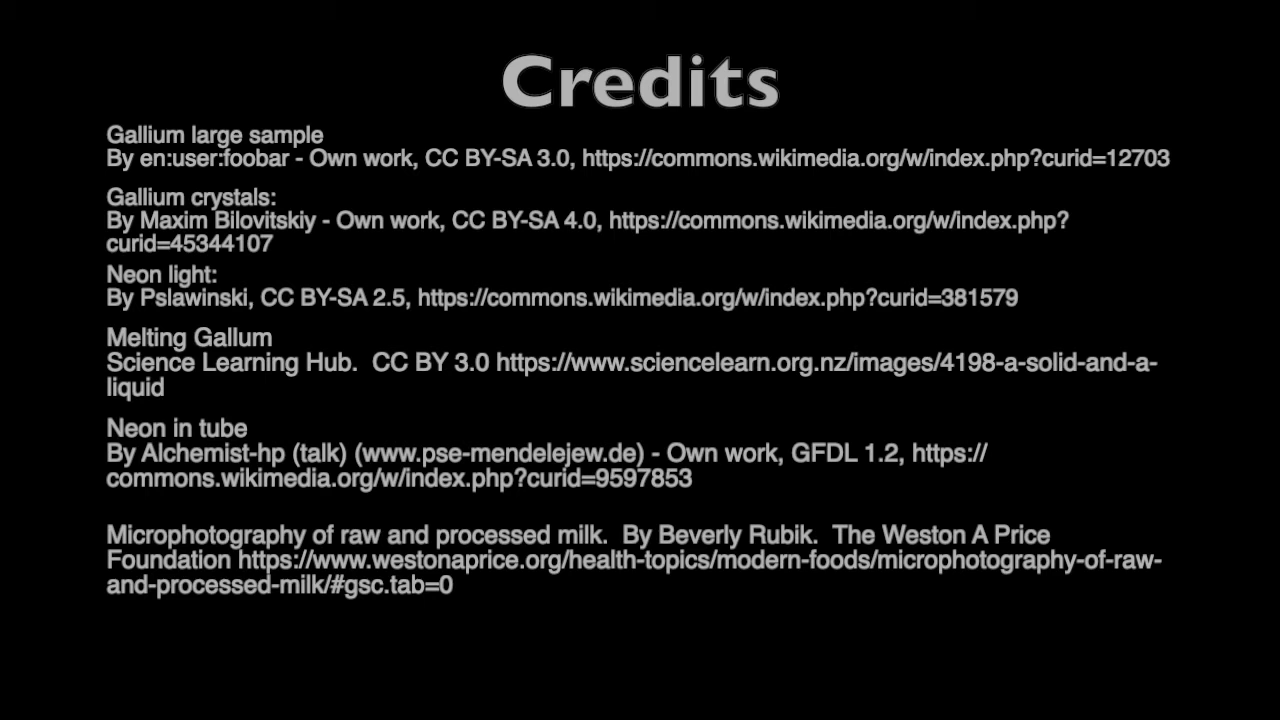 Credits
Gallium large sample
By en:user:foobar - Own work, CC BY-SA 3.0, https://commons.wikimedia.org/w/index.php?curid=12703
Gallium crystals:
By Maxim Bilovitskiy - Own work, CC BY-SA 4.0, https://commons.wikimedia.org/w/index.php?
curid=45344107
Neon light:
By Pslawinski, CC BY-SA 2.5, https://commons.wikimedia.org/w/index.php?curid=381579
Melting Gallum
Science Learning Hub.  CC BY 3.0 https://www.sciencelearn.org.nz/images/4198-a-solid-and-a-
liquid
Neon in tube
By Alchemist-hp (talk) (www.pse-mendelejew.de) - Own work, GFDL 1.2, https://
commons.wikimedia.org/w/index.php?curid=9597853
Microphotography of raw and processed milk.  By Beverly Rubik.  The Weston A Price
Foundation https://www.westonaprice.org/health-topics/modern-foods/microphotography-of-raw-
and-processed-milk/#gsc.tab=0